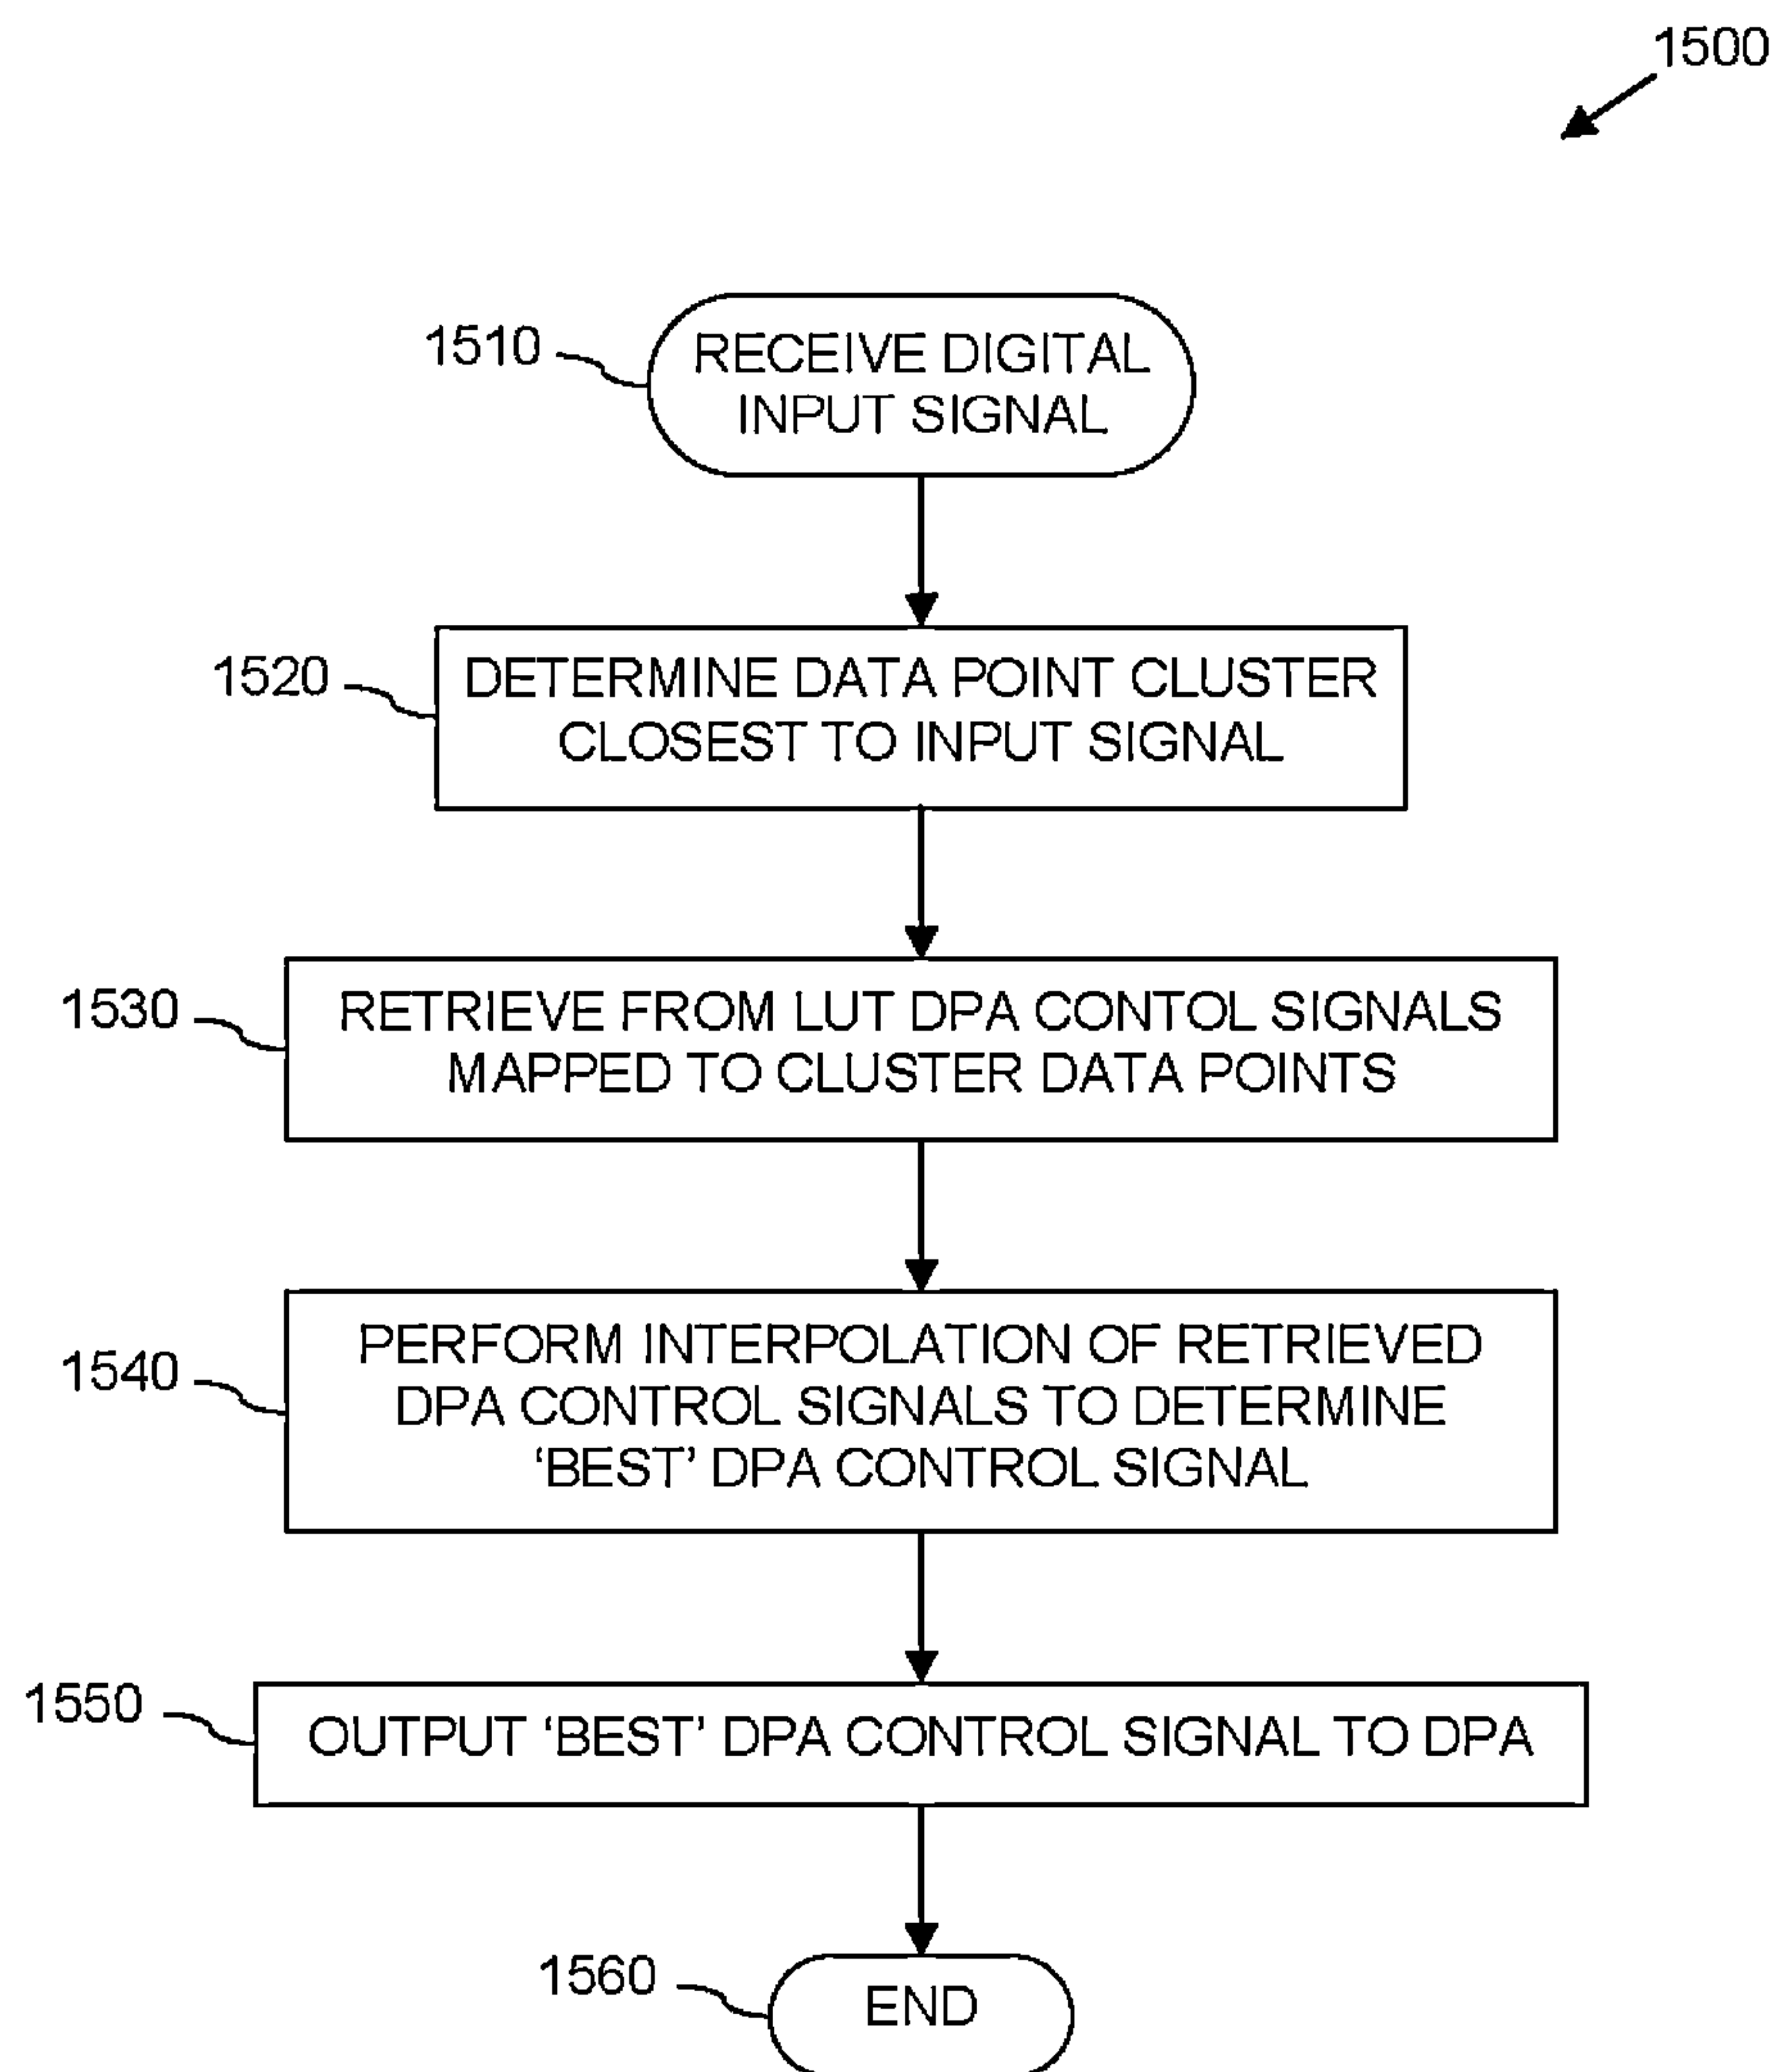 1500
1510
RECEIVE DIGITAL
INPUT SIGNAL
1520
DETERMINE DATA POINT CLUSTER
CLOSEST TO INPUT SIGNAL
1530
RETRIEVE FROM LUT DPA CONTOL SIGNALS
MAPPED TO CLUSTER DATA POINTS
1540
PERFORM INTERPOLATION OF RETRIEVED
DPA CONTROL SIGNALS TO DETERMINE
‘BEST’ DPA CONTROL SIGNAL
1550
OUTPUT ‘BEST’ DPA CONTROL SIGNAL TO DPA
1560
END